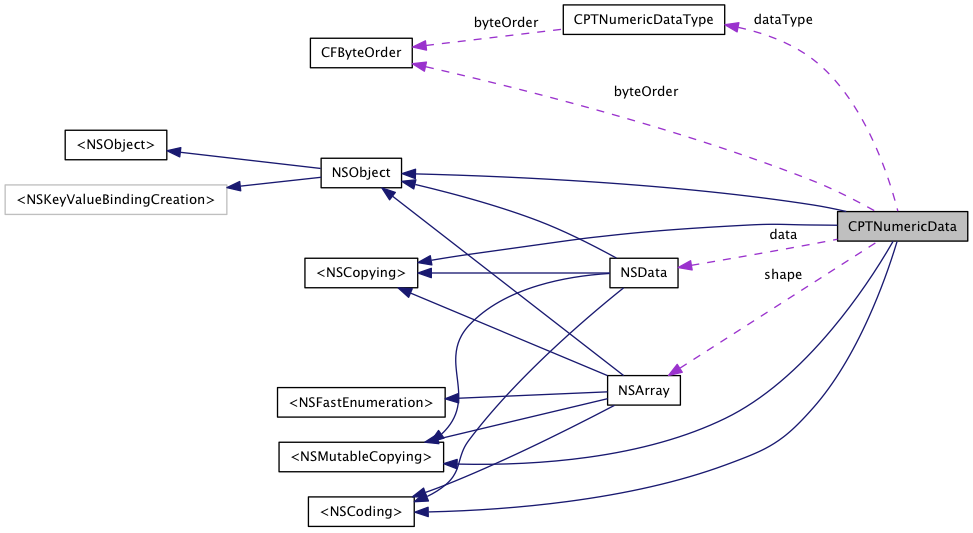 CPTNumericDataType
dataType
byteOrder
CFByteOrder
byteOrder
<NSObject>
NSObject
<NSKeyValueBindingCreation>
CPTNumericData
data
<NSCopying>
NSData
shape
NSArray
<NSFastEnumeration>
<NSMutableCopying>
<NSCoding>